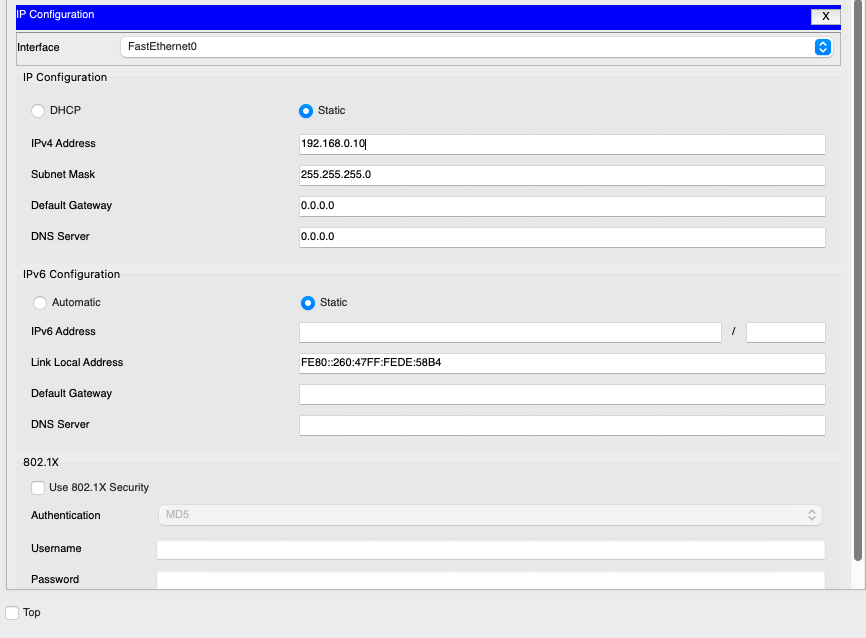 IP Configuration
X
Interface FastEthernet0
IP Configuration
DHCP Static
IPv4 Address 192.168.0.10
Subnet Mask 255.255.255.0
Default Gateway 0.0.0.0
DNS Server 0.0.0.0
IPv6 Configuration
Automatic Static
IPv6 Address /
Link Local Address FE80::260:47FF:FEDE:58B4
Default Gateway
DNS Server
802.1X
Use 802.1X Security
Authentication MD5
Username
Password
Top